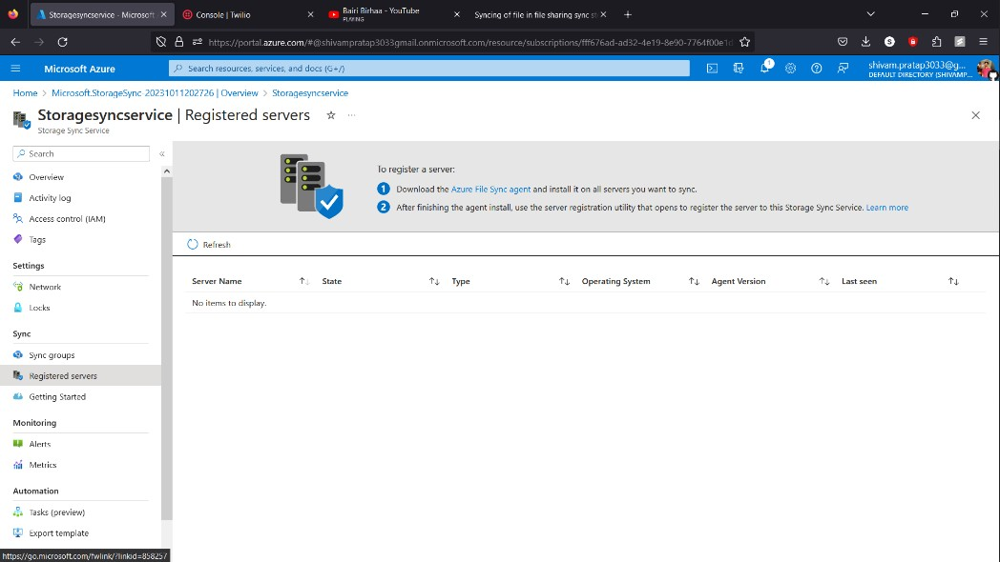 Storagesyncservice - Microsoft
Console | Twilio
Bairi Birhaa - YouTube
PLAYING
Syncing of file in file sharing sync st
https://portal.azure.com/#@shivampratap3033gmail.onmicrosoft.com/resource/subscriptions/fff676ad-ad32-4e19-8e90-7764f00e1d
Microsoft Azure
Search resources, services, and docs (G+/)
1
shivam.pratap3033@g...
DEFAULT DIRECTORY (SHIVAMP...
Home > Microsoft.StorageSync-20231011202726 | Overview > Storagesyncservice
Storagesyncservice | Registered servers
Storage Sync Service
Search
Overview
Activity log
Access control (IAM)
Tags
Settings
Network
Locks
Sync
Sync groups
Registered servers
Getting Started
Monitoring
Alerts
Metrics
Automation
Tasks (preview)
Export template
https://go.microsoft.com/fwlink/?linkid=858257
To register a server:
1 Download the Azure File Sync agent and install it on all servers you want to sync.
2 After finishing the agent install, use the server registration utility that opens to register the server to this Storage Sync Service. Learn more
Refresh
Server Name State Type Operating System Agent Version Last seen
No items to display.